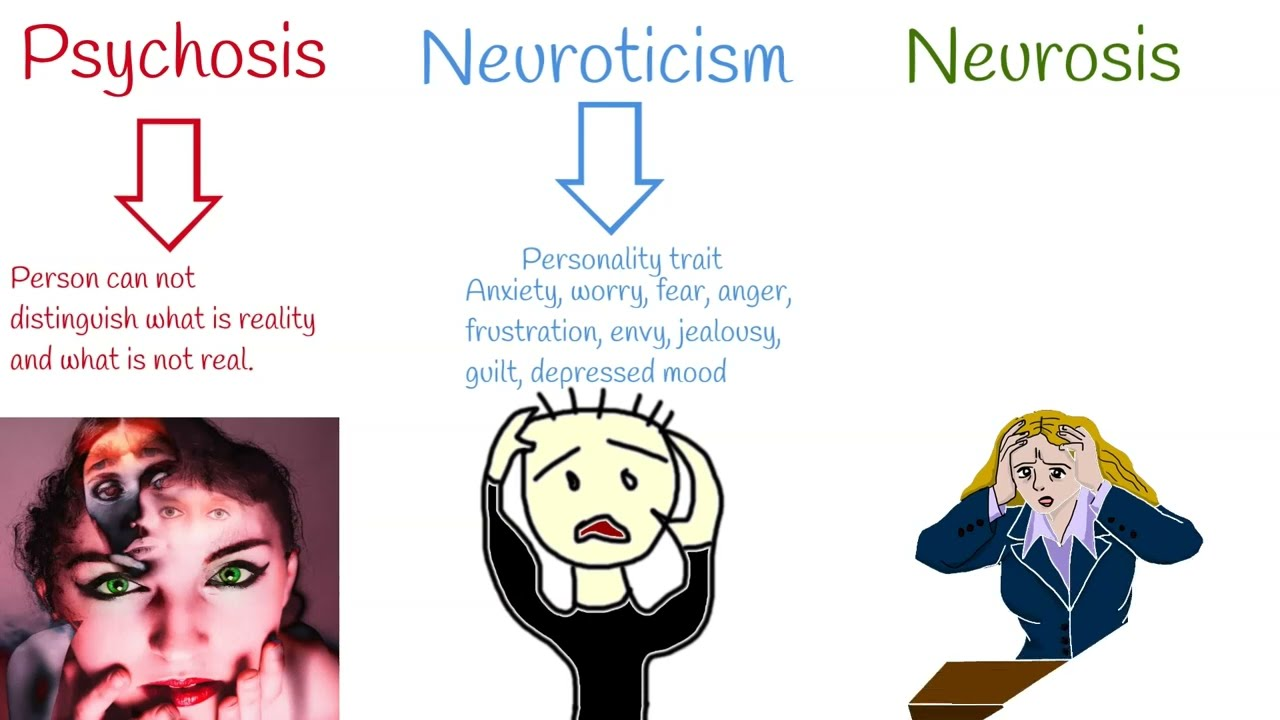 Psychosis
Neuroticism
Neurosis
Person can not
distinguish what is reality
and what is not real.
Personality trait
Anxiety, worry, fear, anger,
frustration, envy, jealousy,
guilt, depressed mood